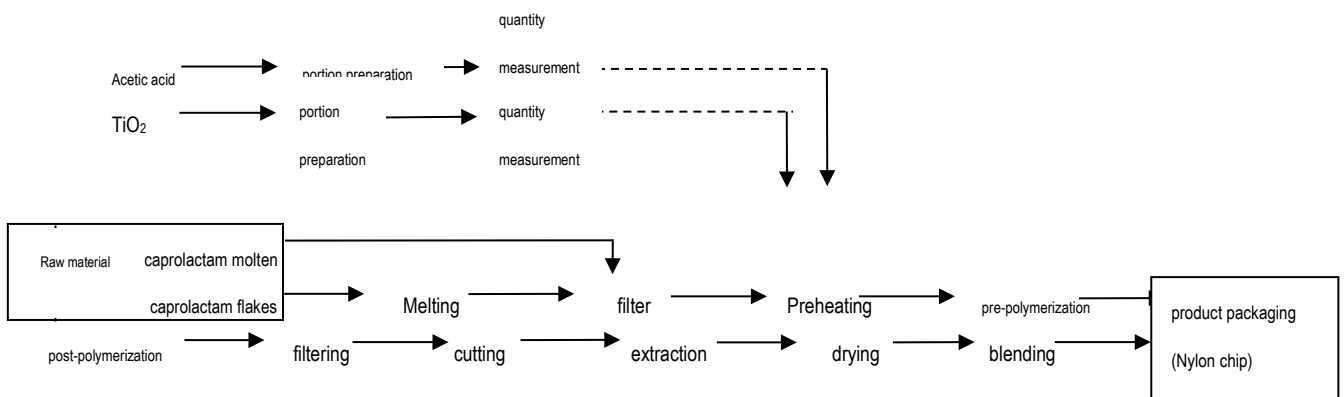 quantity
Acetic acid portion preparation measurement
TiO2 portion quantity
preparation measurement
Raw material caprolactam molten
caprolactam flakes Melting filter Preheating pre-polymerization product packaging
post-polymerization filtering cutting extraction drying blending (Nylon chip)